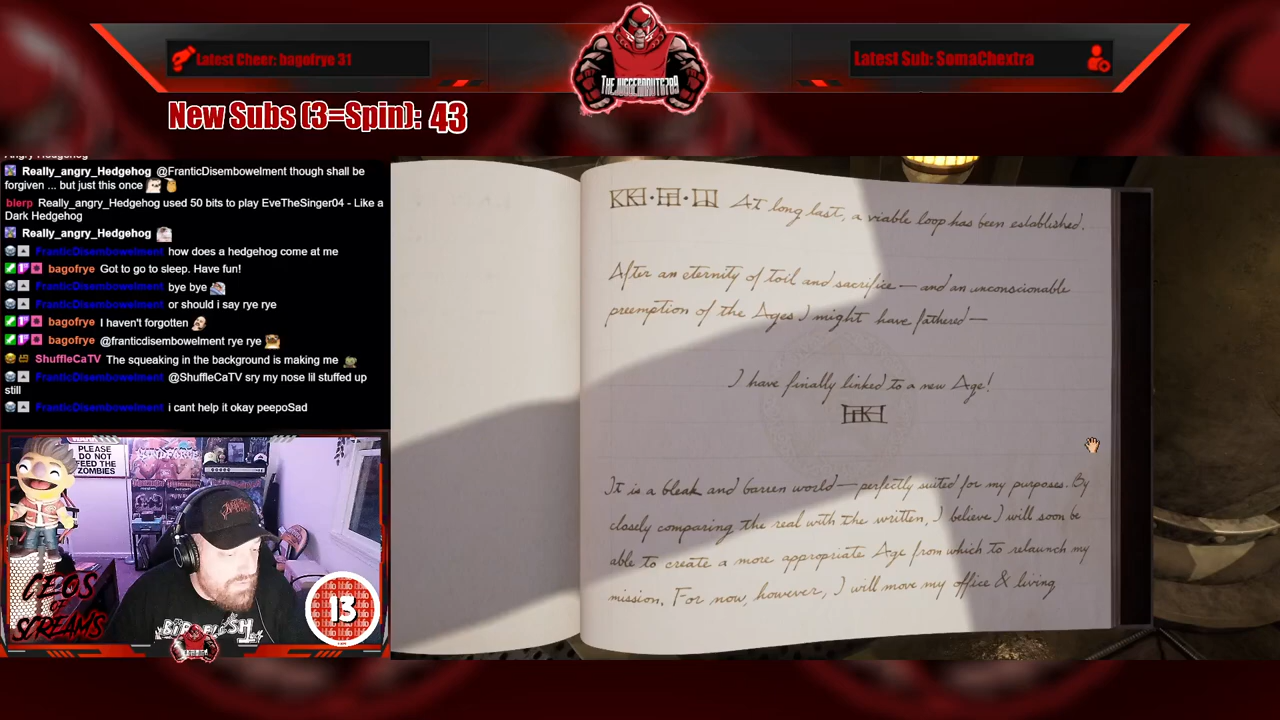 Latest Cheer: bagofrye 31
Latest Sub: SomaChextra
THEJUGGERNAUT6789
New Subs (3=Spin): 43
Angry Hedgehog
Really_angry_Hedgehog @FranticDisembowelment though shall be
forgiven ... but just this once
blerp Really_angry_Hedgehog used 50 bits to play EveTheSinger04 - Like a
Dark Hedgehog
Really_angry_Hedgehog
FranticDisembowelment how does a hedgehog come at me
bagofrye Got to go to sleep. Have fun!
FranticDisembowelment bye bye
FranticDisembowelment or should i say rye rye
bagofrye I haven't forgotten
bagofrye @franticdisembowelment rye rye
ShuffleCaTV The squeaking in the background is making me
FranticDisembowelment @ShuffleCaTV sry my nose lil stuffed up
still
FranticDisembowelment i cant help it okay peepoSad
At long last, a viable loop has been established.
After an eternity of toil and sacrifice — and an unconscionable
preemption of the Ages I might have fathered —
I have finally linked to a new Age!
It is a bleak and barren world — perfectly suited for my purposes. By
closely comparing the real with the written, I believe I will soon be
able to create a more appropriate Age from which to relaunch my
mission. For now, however, I will move my office & living
PLEASE
DO NOT
FEED THE
ZOMBIES
CEOS
OF
SCREAMS
13